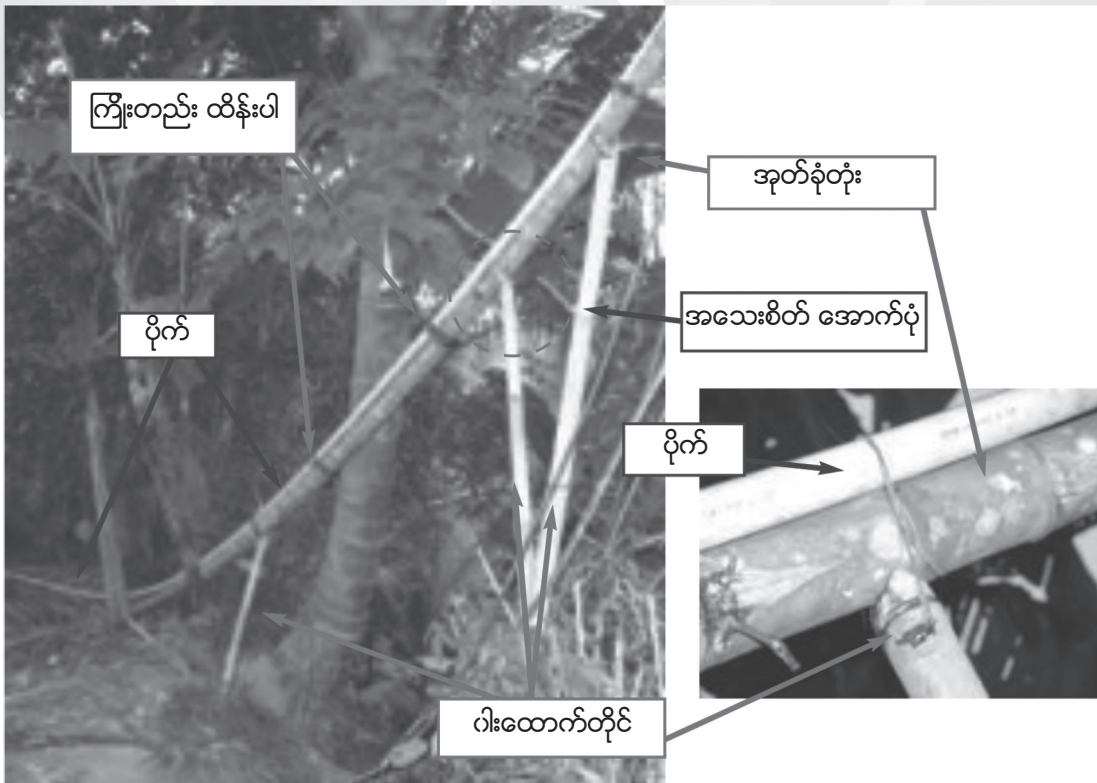 ကြိုးတည်း ထိန်းပါ
အုတ်ခုံတုံး
ပိုက်
အသေးစိတ် အောက်ပုံ
ပိုက်
ပါးထောက်တိုင်